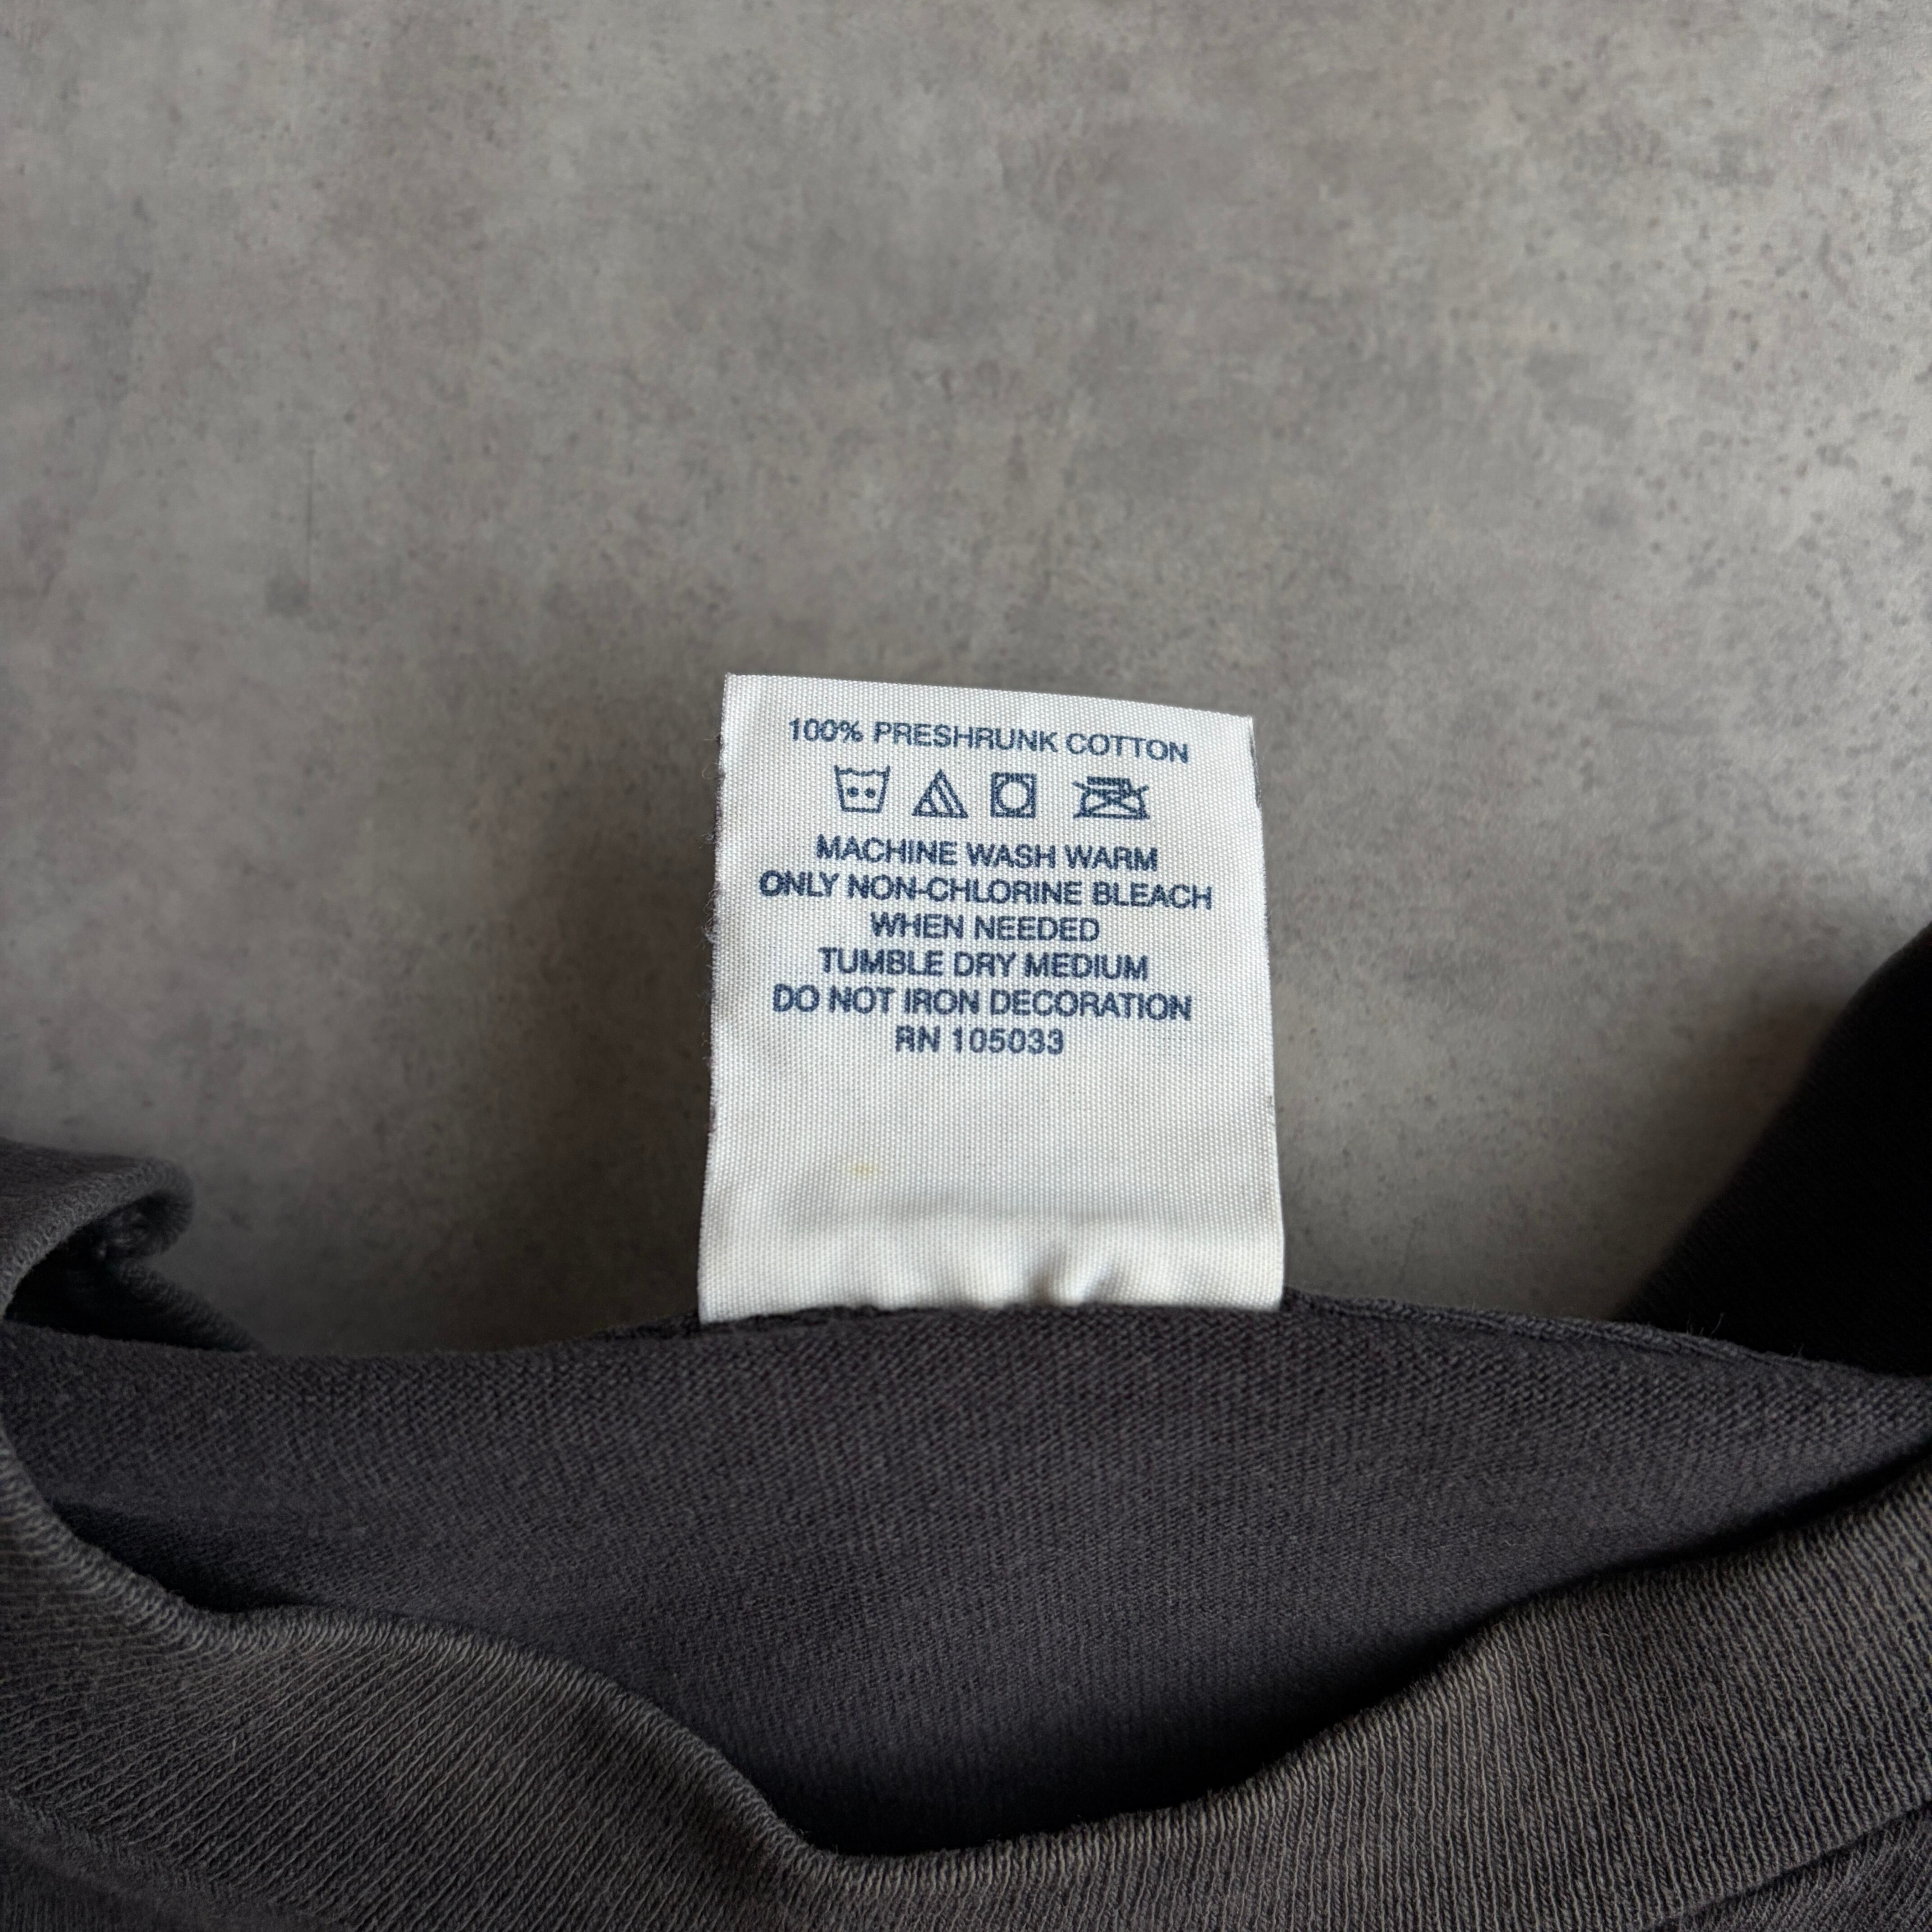 100% PRESHRUNK COTTON
MACHINE WASH WARM
ONLY NON-CHLORINE BLEACH
WHEN NEEDED
TUMBLE DRY MEDIUM
DO NOT IRON DECORATION
RN 105033